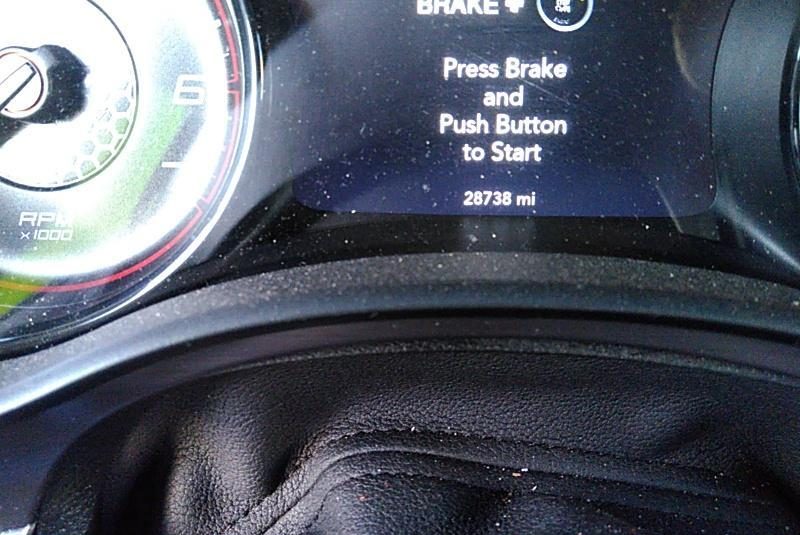 BRAKE +
Press Brake
and
Push Button
to Start
28738 mi
6
RPM
x1000